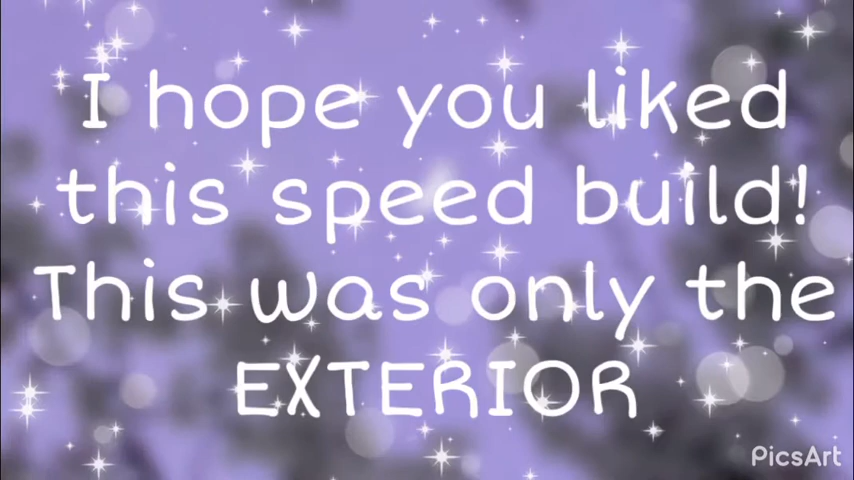 I hope you liked
this speed build!
This was only the
EXTERIOR
PicsArt